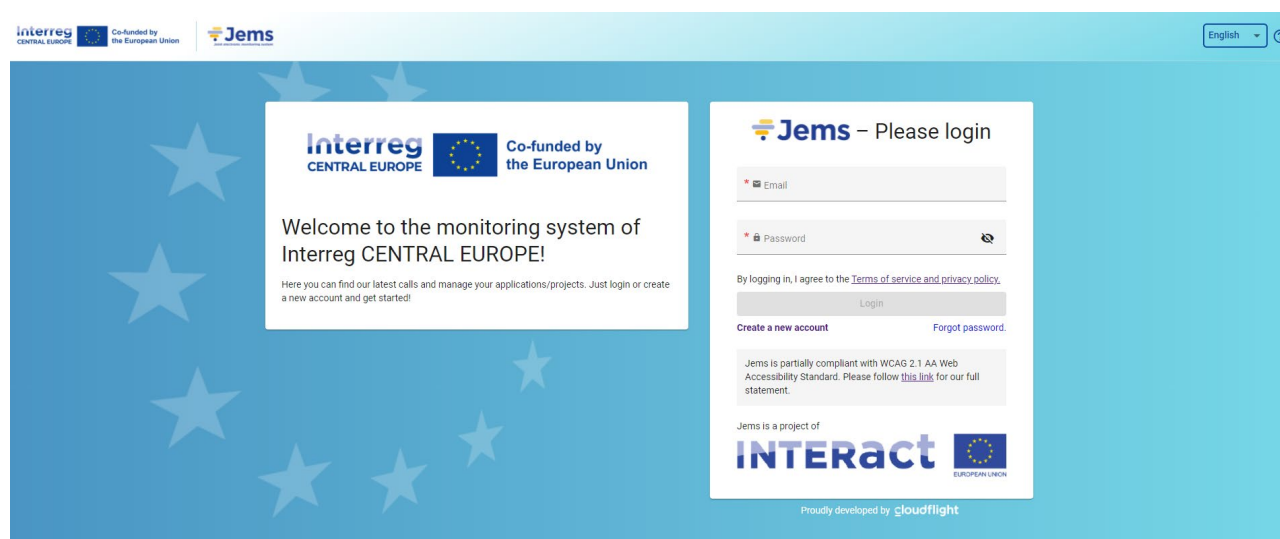 Interreg
CENTRAL EUROPE
Co-funded by
the European Union
Jems
English
Interreg
CENTRAL EUROPE
Co-funded by
the European Union
Welcome to the monitoring system of
Interreg CENTRAL EUROPE!
Here you can find our latest calls and manage your applications/projects. Just login or create
a new account and get started!
Jems – Please login
* Email
* Password
By logging in, I agree to the Terms of service and privacy policy.
Login
Create a new account
Forgot password.
Jems is partially compliant with WCAG 2.1 AA Web
Accessibility Standard. Please follow this link for our full
statement.
Jems is a project of
INTERact
EUROPEAN UNION
Proudly developed by cloudflight